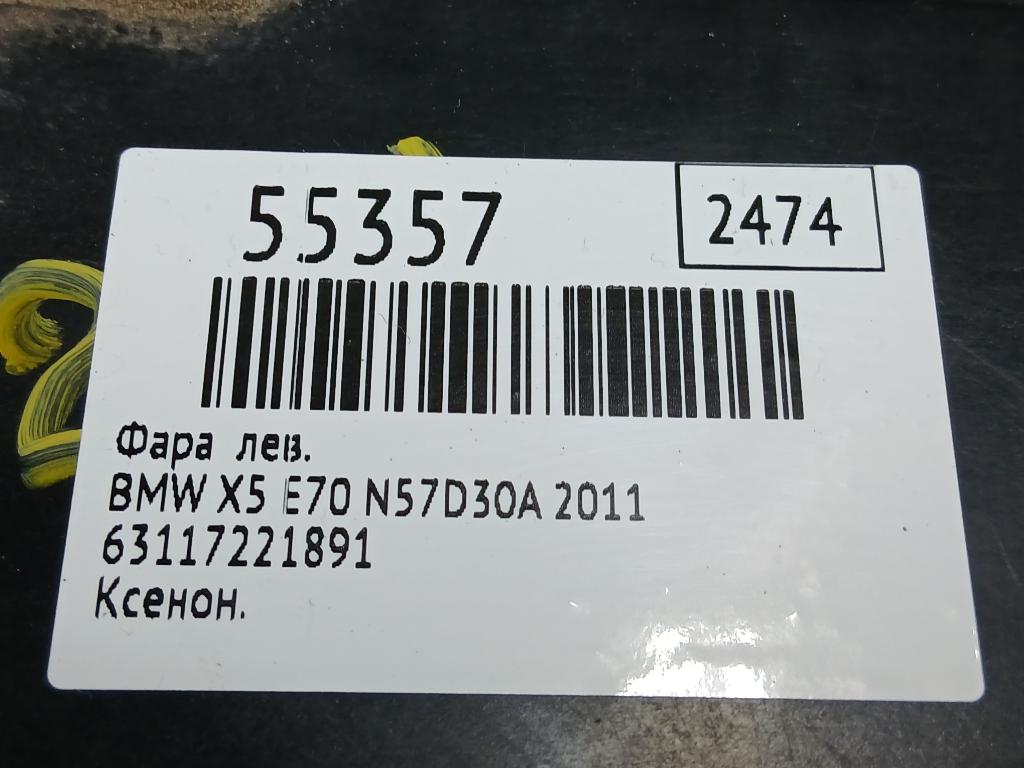 55357
2474
Фара лев.
BMW X5 E70 N57D30A 2011
63117221891
Ксенон.